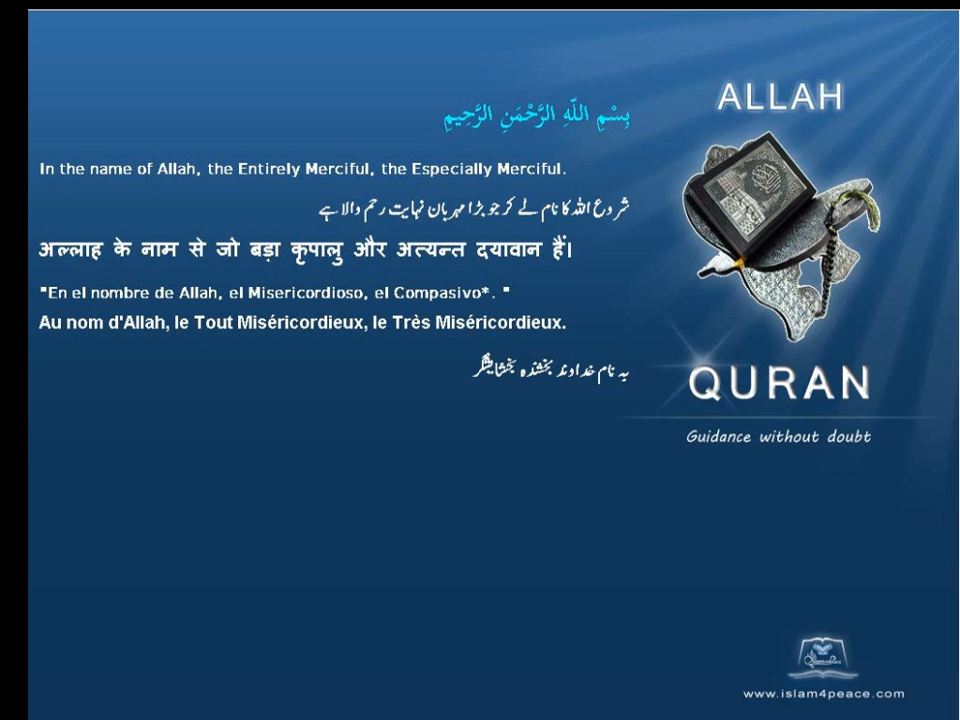 بِسْمِ اللّهِ الرَّحْمَنِ الرَّحِيمِ
In the name of Allah, the Entirely Merciful, the Especially Merciful.
شروع الله کا نام لے کر جو بڑا مہربان نہایت رحم والا ہے
अल्लाह के नाम से जो बड़ा कृपालु और अत्यन्त दयावान हैं।
"En el nombre de Allah, el Misericordioso, el Compasivo*. "
Au nom d'Allah, le Tout Miséricordieux, le Très Miséricordieux.
به نام خداوند بخشنده بخشایشگر
ALLAH
QURAN
Guidance without doubt
www.islam4peace.com